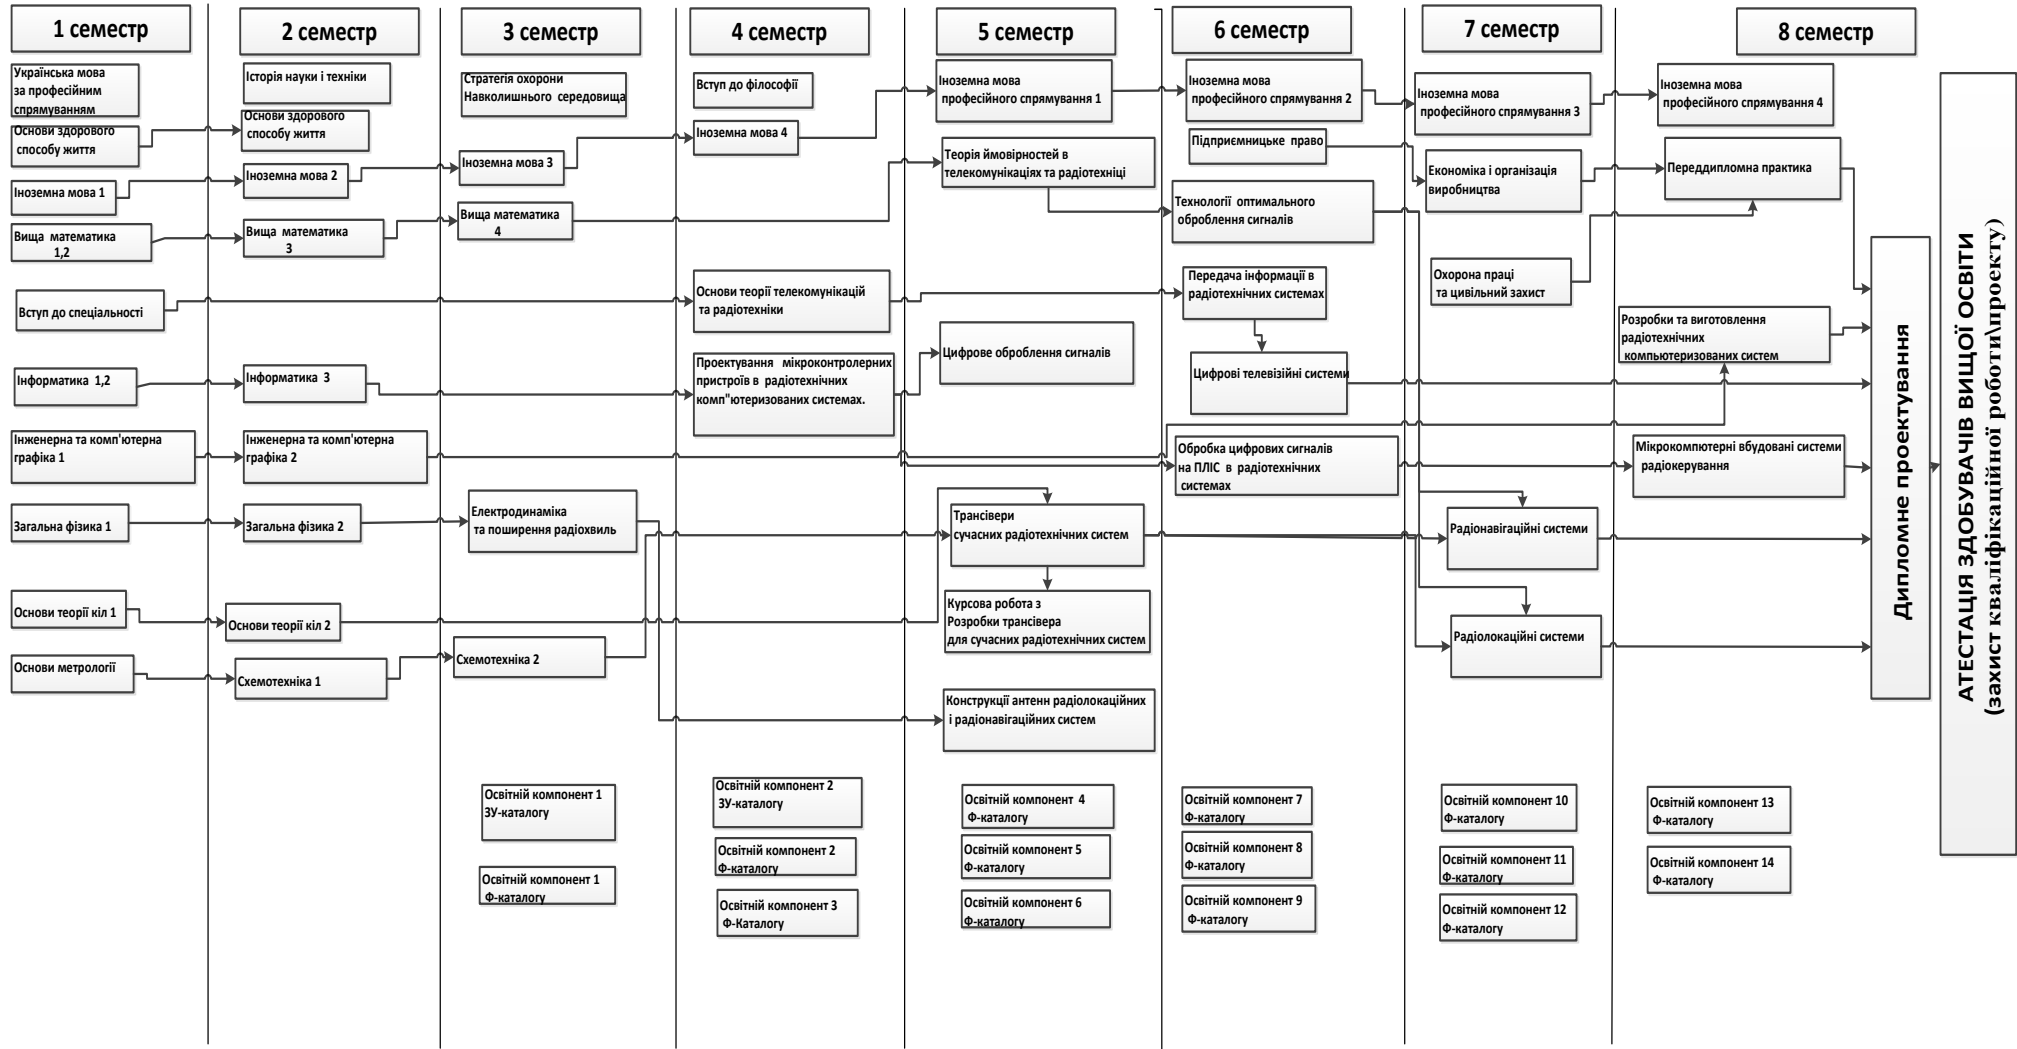 1 семестр
Українська мова
за професійним
спрямуванням
Основи здорового
способу життя
Іноземна мова 1
Вища математика
1,2
Вступ до спеціальності
Інформатика 1,2
Інженерна та комп'ютерна
графіка 1
Загальна фізика 1
Основи теорії кіл 1
Основи метрології
2 семестр
Історія науки і техніки
Основи здорового
способу життя
Іноземна мова 2
Вища математика
3
Інформатика 3
Інженерна та комп'ютерна
графіка 2
Загальна фізика 2
Основи теорії кіл 2
Схемотехніка 1
3 семестр
Стратегія охорони
Навколишнього середовища
Іноземна мова 3
Вища математика
4
Електродинаміка
та поширення радіохвиль
Схемотехніка 2
Освітній компонент 1
ЗУ-каталогу
Освітній компонент 1
Ф-каталогу
4 семестр
Вступ до філософії
Іноземна мова 4
Основи теорії телекомунікацій
та радіотехніки
Проектування мікроконтролерних
пристроїв в радіотехнічних
комп"ютеризованих системах.
Освітній компонент 2
ЗУ-каталогу
Освітній компонент 2
Ф-каталогу
Освітній компонент 3
Ф-Каталогу
5 семестр
Іноземна мова
професійного спрямування 1
Теорія ймовірностей в
телекомунікаціях та радіотехніці
Цифрове оброблення сигналів
Трансівери
сучасних радіотехнічних систем
Курсова робота з
Розробки трансівера
для сучасних радіотехнічних систем
Конструкції антенн радіолокаційних
і радіонавігаційних систем
Освітній компонент 4
Ф-каталогу
Освітній компонент 5
Ф-каталогу
Освітній компонент 6
Ф-каталогу
6 семестр
Іноземна мова
професійного спрямування 2
Підприємницьке право
Технології оптимального
оброблення сигналів
Передача інформації в
радіотехнічних системах
Цифрові телевізійні системи
Обробка цифрових сигналів
на ПЛІС в радіотехнічних
системах
Освітній компонент 7
Ф-каталогу
Освітній компонент 8
Ф-каталогу
Освітній компонент 9
Ф-каталогу
7 семестр
Іноземна мова
професійного спрямування 3
Економіка і організація
виробництва
Охорона праці
та цивільний захист
Радіонавігаційні системи
Радіолокаційні системи
Освітній компонент 10
Ф-каталогу
Освітній компонент 11
Ф-каталогу
Освітній компонент 12
Ф-каталогу
8 семестр
Іноземна мова
професійного спрямування 4
Переддипломна практика
Розробки та виготовлення
радіотехнічних
компьютеризованих систем
Мікрокомпютерні вбудовані системи
радіокерування
Освітній компонент 13
Ф-каталогу
Освітній компонент 14
Ф-каталогу
Дипломне проектування
АТЕСТАЦІЯ ЗДОБУВАЧІВ ВИЩОЇ ОСВІТИ
(захист кваліфікаційної роботи\проекту)